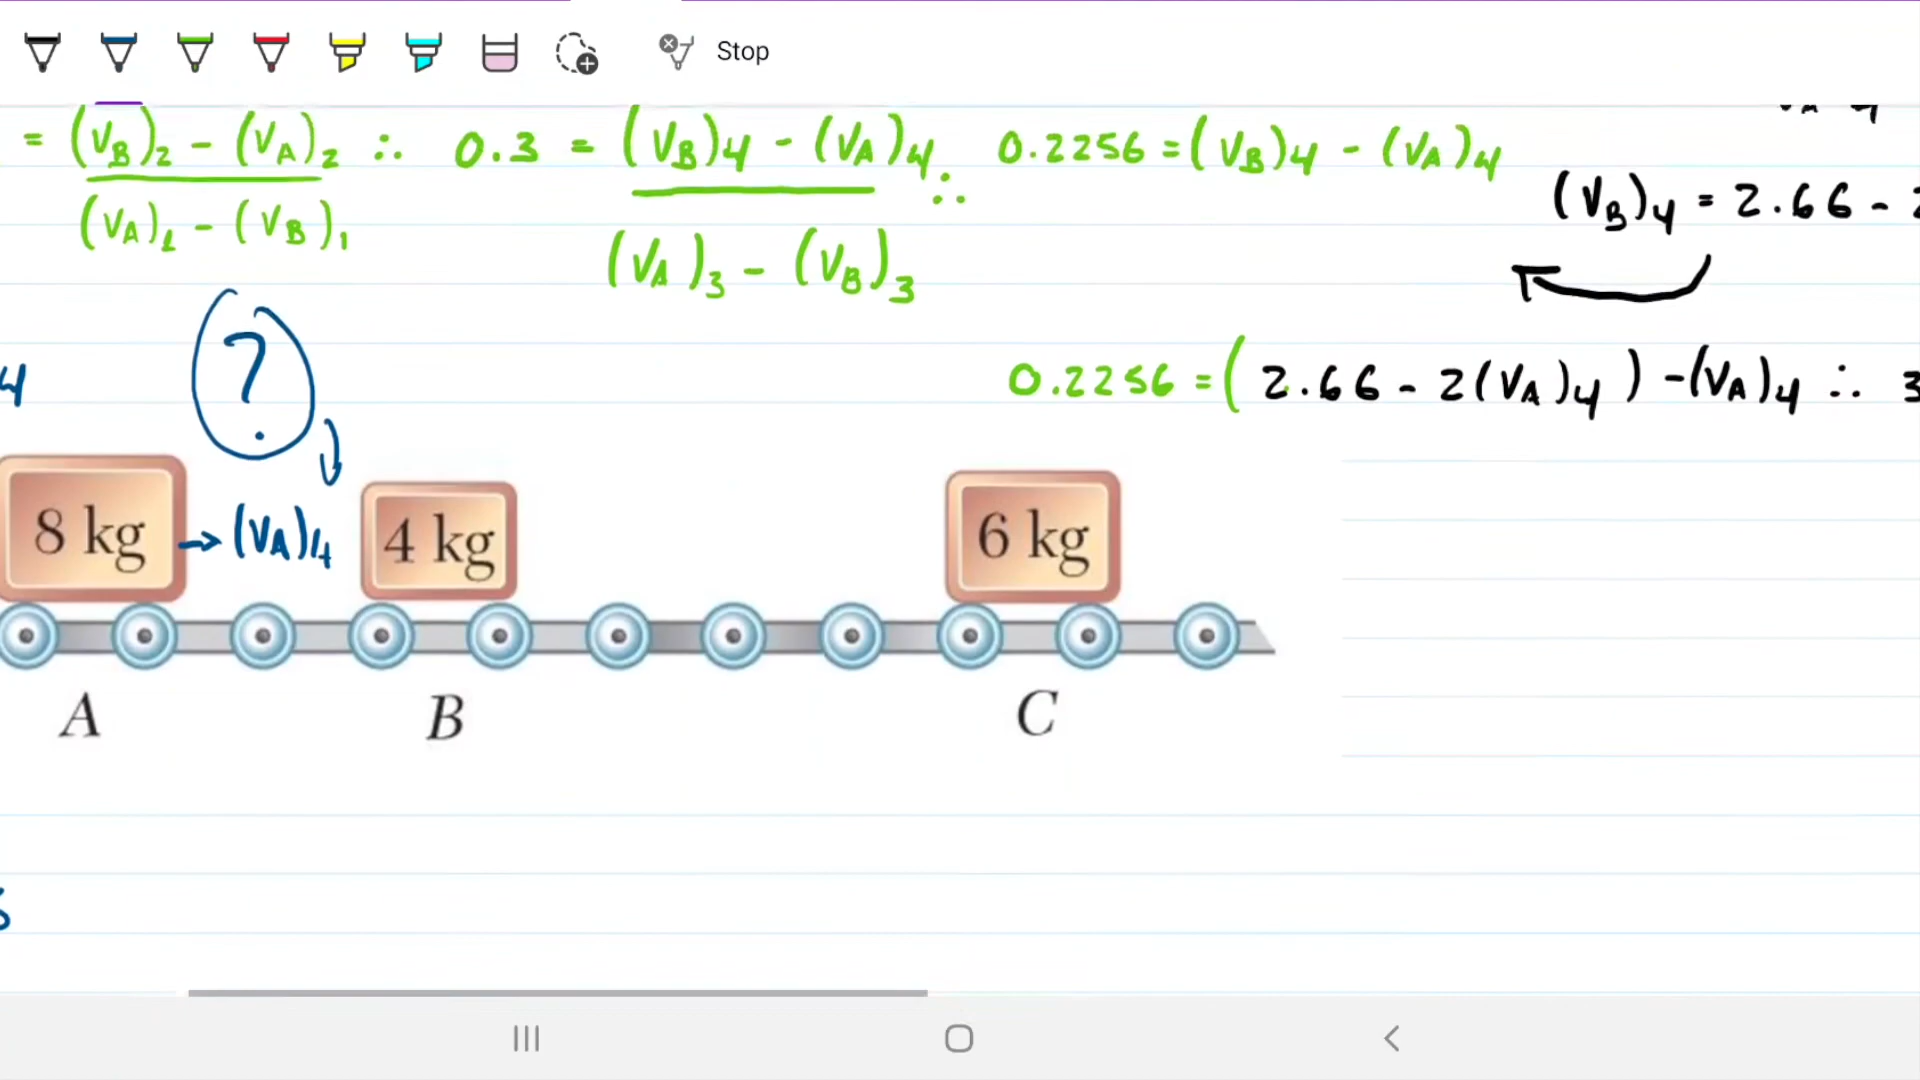 Stop
= (VB)2 - (VA)2 ∴ 0.3 = (VB)4 - (VA)4 ∴ 0.2256 = (VB)4 - (VA)4
(VA)1 - (VB)1
(VA)3 - (VB)3
(VB)4 = 2.66 -
4
?
0.2256 = ( 2.66 - 2(VA)4 ) - (VA)4 ∴ 3
8 kg
→ (VA)4
4 kg
6 kg
A
B
C